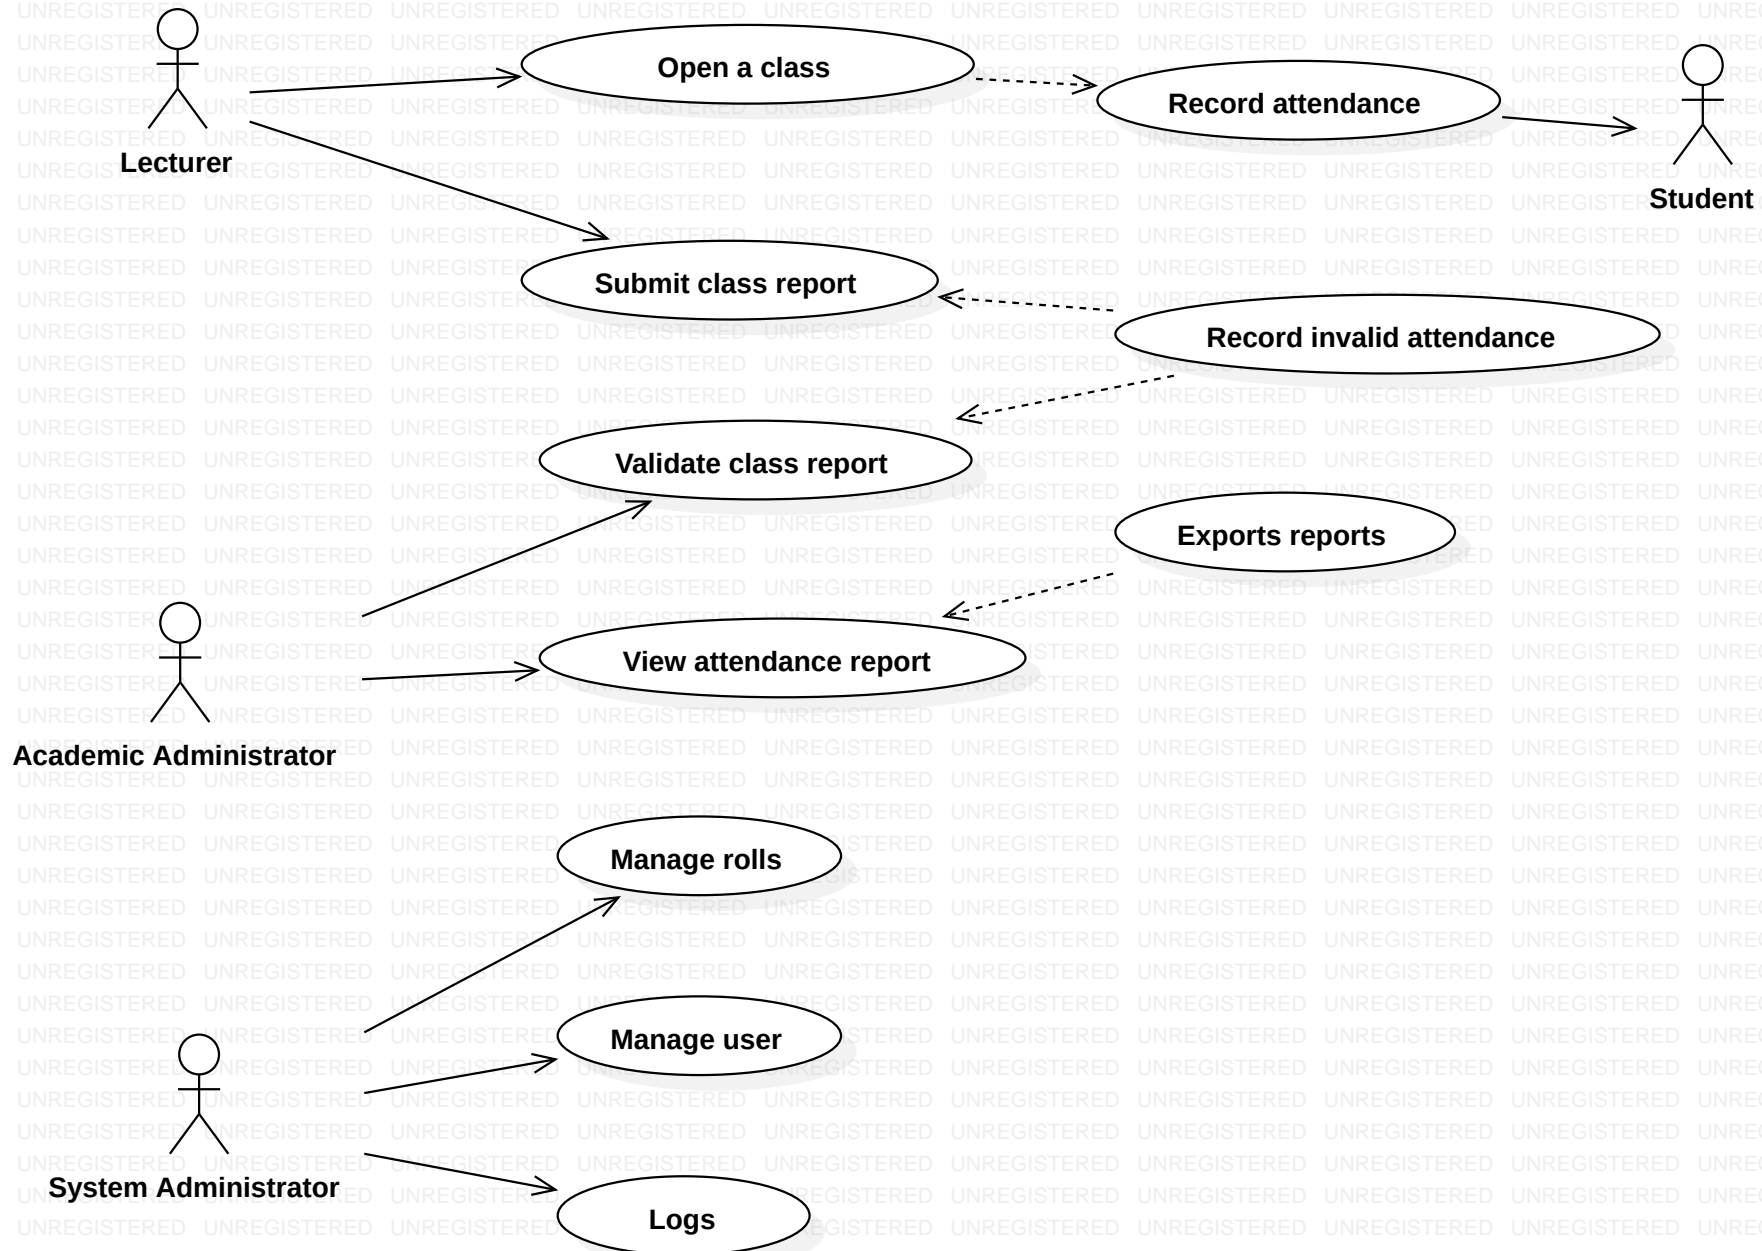 Open a class
Record attendance
Lecturer
Student
Submit class report
Record invalid attendance
Validate class report
Exports reports
View attendance report
Academic Administrator
Manage rolls
Manage user
System Administrator
Logs
UNREGISTERED